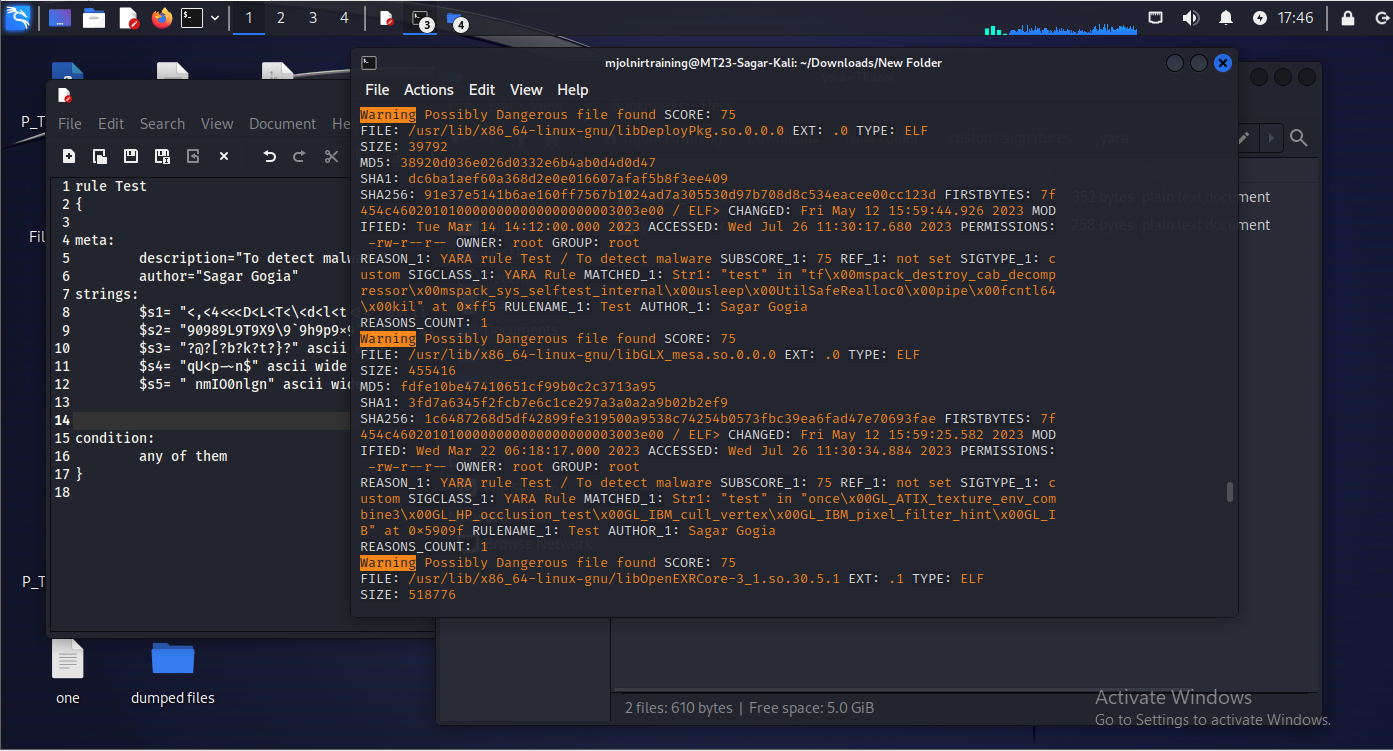 1 2 3 4 3 4 17:46
mjolnirtraining@MT23-Sagar-Kali: ~/Downloads/New Folder
File Actions Edit View Help
Warning Possibly Dangerous file found SCORE: 75
FILE: /usr/lib/x86_64-linux-gnu/libDeployPkg.so.0.0.0 EXT: .0 TYPE: ELF
SIZE: 39792
MD5: 38920d036e026d0332e6b4ab0d4d0d47
SHA1: dc6ba1aef60a368d2e0e016607afaf5b8f3ee409
SHA256: 91e37e5141b6ae160ff7567b1024ad7a305530d97b708d8c534eacee00cc123d FIRSTBYTES: 7f
454c4602010100000000000000000003003e00 / ELF> CHANGED: Fri May 12 15:59:44.926 2023 MOD
IFIED: Tue Mar 14 14:12:00.000 2023 ACCESSED: Wed Jul 26 11:30:17.680 2023 PERMISSIONS:
-rw-r--r-- OWNER: root GROUP: root
REASON_1: YARA rule Test / To detect malware SUBSCORE_1: 75 REF_1: not set SIGTYPE_1: c
ustom SIGCLASS_1: YARA Rule MATCHED_1: Str1: "test" in "tf\x00mspack_destroy_cab_decomp
ressor\x00mspack_sys_selftest_internal\x00usleep\x00UtilSafeRealloc0\x00pipe\x00fcntl64
\x00kil" at 0xff5 RULENAME_1: Test AUTHOR_1: Sagar Gogia
REASONS_COUNT: 1
Warning Possibly Dangerous file found SCORE: 75
FILE: /usr/lib/x86_64-linux-gnu/libGLX_mesa.so.0.0.0 EXT: .0 TYPE: ELF
SIZE: 455416
MD5: fdfe10be47410651cf99b0c2c3713a95
SHA1: 3fd7a6345f2fcb7e6c1ce297a3a0a2a9b02b2ef9
SHA256: 1c6487268d5df42899fe319500a9538c74254b0573fbc39ea6fad47e70693fae FIRSTBYTES: 7f
454c4602010100000000000000000003003e00 / ELF> CHANGED: Fri May 12 15:59:25.582 2023 MOD
IFIED: Wed Mar 22 06:18:17.000 2023 ACCESSED: Wed Jul 26 11:30:34.884 2023 PERMISSIONS:
-rw-r--r-- OWNER: root GROUP: root
REASON_1: YARA rule Test / To detect malware SUBSCORE_1: 75 REF_1: not set SIGTYPE_1: c
ustom SIGCLASS_1: YARA Rule MATCHED_1: Str1: "test" in "once\x00GL_ATIX_texture_env_com
bine3\x00GL_HP_occlusion_test\x00GL_IBM_cull_vertex\x00GL_IBM_pixel_filter_hint\x00GL_I
B" at 0x5909f RULENAME_1: Test AUTHOR_1: Sagar Gogia
REASONS_COUNT: 1
Warning Possibly Dangerous file found SCORE: 75
FILE: /usr/lib/x86_64-linux-gnu/libOpenEXRCore-3_1.so.30.5.1 EXT: .1 TYPE: ELF
SIZE: 518776
File Edit Search View Document He
1 rule Test
2 {
3
4 meta:
5 description="To detect malw
6 author="Sagar Gogia"
7 strings:
8 $s1= "<,<4<<<D<L<T<\<d<l<t
9 $s2= "90989L9T9X9\9`9h9p9x9
10 $s3= "?@?[?b?k?t?}?" ascii
11 $s4= "qU<p~~n$" ascii wide
12 $s5= " nmIO0nlgn" ascii wid
13
14
15 condition:
16 any of them
17 }
18
P_T
Fil
P_T
one
dumped files
custom-signatures yara
352 bytes plain text document
258 bytes plain text document
Documents
Browse Network
2 files: 610 bytes | Free space: 5.0 GiB
Activate Windows
Go to Settings to activate Windows.